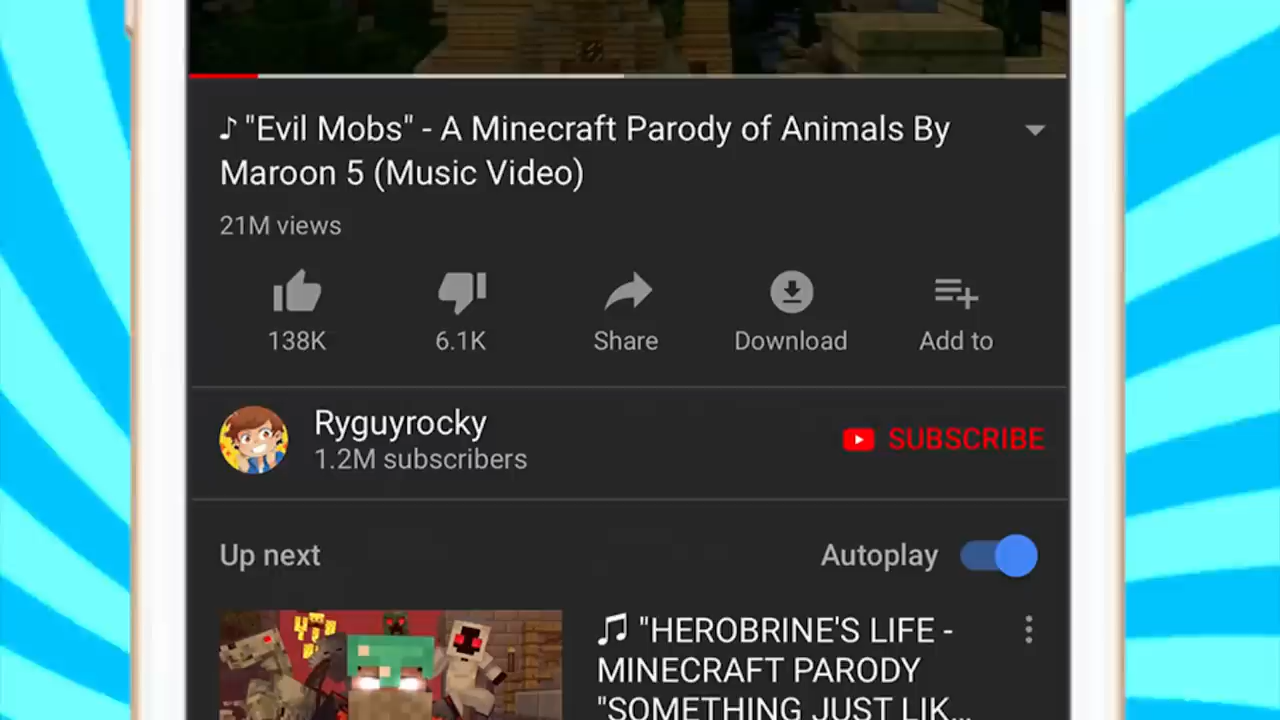 ♪ "Evil Mobs" - A Minecraft Parody of Animals By
Maroon 5 (Music Video)
21M views
138K
6.1K
Share
Download
Add to
Ryguyrocky
1.2M subscribers
SUBSCRIBE
Up next
Autoplay
🎵 "HEROBRINE'S LIFE -
MINECRAFT PARODY
"SOMETHING JUST LIK...